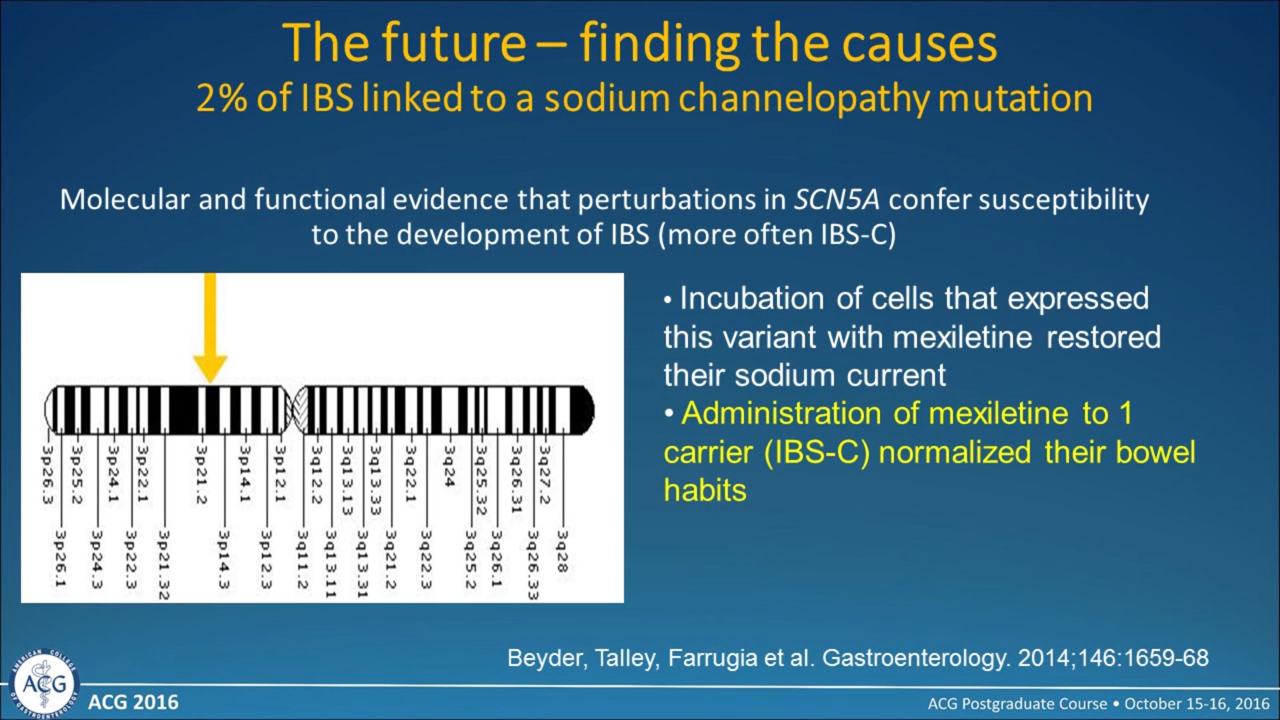 The future – finding the causes
2% of IBS linked to a sodium channelopathy mutation
Molecular and functional evidence that perturbations in SCN5A confer susceptibility
to the development of IBS (more often IBS-C)
• Incubation of cells that expressed
this variant with mexiletine restored
their sodium current
• Administration of mexiletine to 1
carrier (IBS-C) normalized their bowel
habits
3p26.3
3p26.1
3p25.2
3p24.3
3p24.1
3p22.3
3p22.1
3p21.32
3p21.2
3p14.3
3p14.1
3p12.3
3p12.1
3q11.2
3q12.2
3q13.11
3q13.13
3q13.31
3q13.33
3q21.2
3q22.1
3q22.3
3q24
3q25.2
3q25.32
3q26.1
3q26.31
3q26.33
3q27.2
3q28
Beyder, Talley, Farrugia et al. Gastroenterology. 2014;146:1659-68
AMERICAN COLLEGE
OF GASTROENTEROLOGY
ACG
ACG 2016
ACG Postgraduate Course • October 15-16, 2016